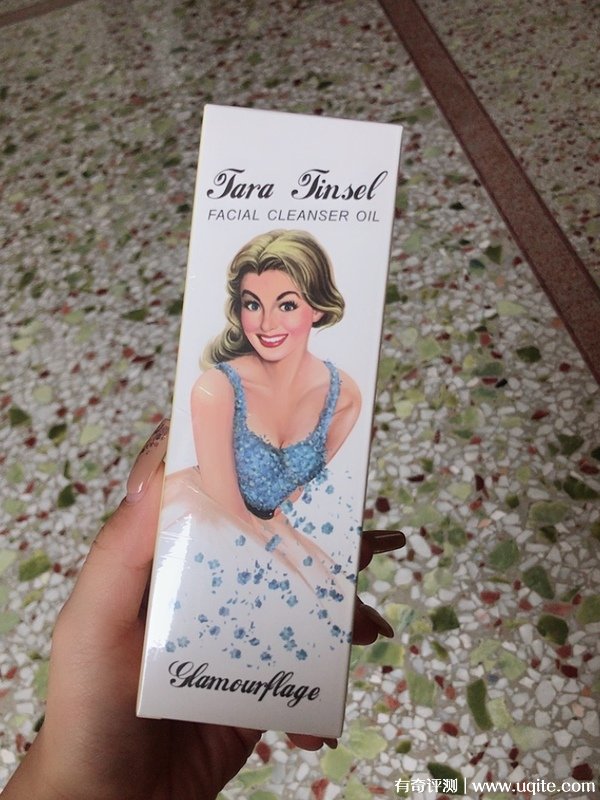 Tara Tinsel
FACIAL CLEANSER OIL
Glamourflage
有奇评测 | www.uqite.com